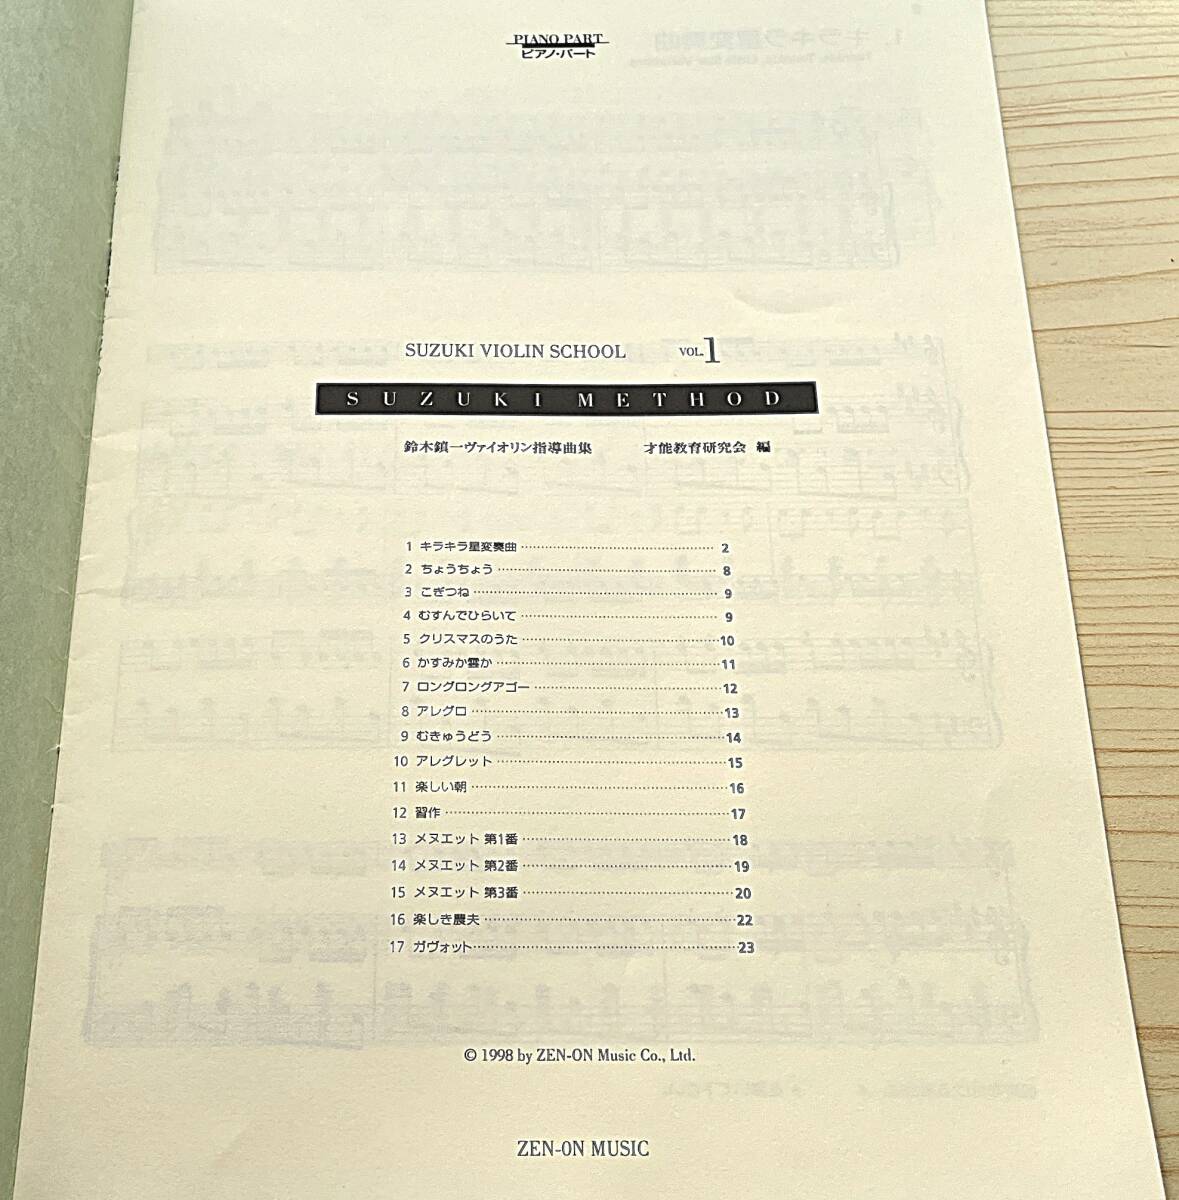 PIANO PART
ピアノ・パート
SUZUKI VIOLIN SCHOOL VOL.1
SUZUKI METHOD
鈴木鎮一ヴァイオリン指導曲集 才能教育研究会 編
1 キラキラ星変奏曲 2
2 ちょうちょう 8
3 こぎつね 9
4 むすんでひらいて 9
5 クリスマスのうた 10
6 かすみか雲か 11
7 ロングロングアゴー 12
8 アレグロ 13
9 むきゅうどう 14
10 アレグレット 15
11 楽しい朝 16
12 習作 17
13 メヌエット 第1番 18
14 メヌエット 第2番 19
15 メヌエット 第3番 20
16 楽しき農夫 22
17 ガヴォット 23
© 1998 by ZEN-ON Music Co., Ltd.
ZEN-ON MUSIC